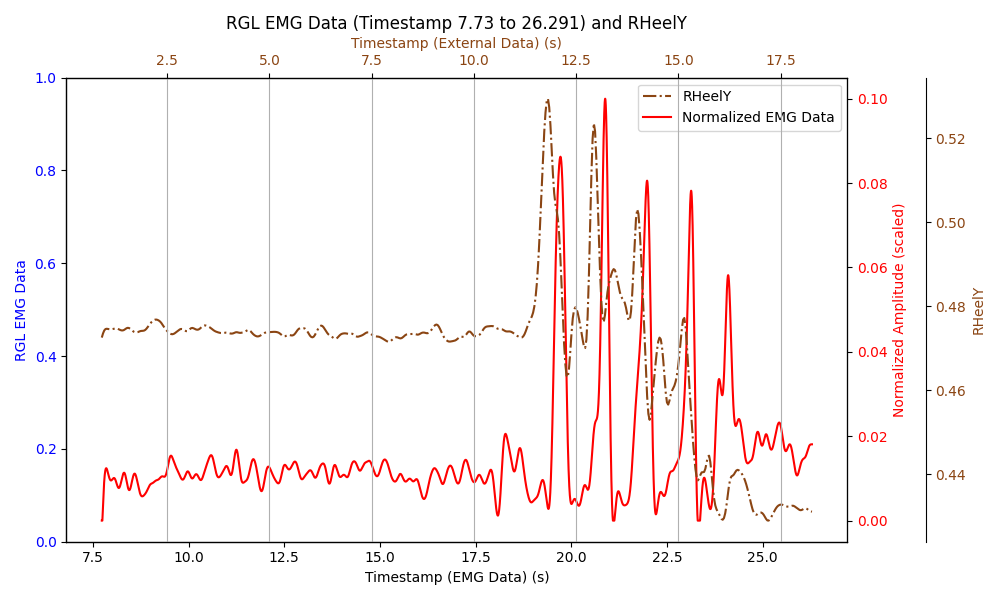 RGL EMG Data (Timestamp 7.73 to 26.291) and RHeelY
Timestamp (External Data) (s)
2.5 5.0 7.5 10.0 12.5 15.0 17.5
RHeelY
Normalized EMG Data
1.0
0.8
0.6
0.4
0.2
0.0
RGL EMG Data
0.10
0.08
0.06
0.04
0.02
0.00
Normalized Amplitude (scaled)
0.52
0.50
0.48
0.46
0.44
RHeelY
7.5 10.0 12.5 15.0 17.5 20.0 22.5 25.0
Timestamp (EMG Data) (s)